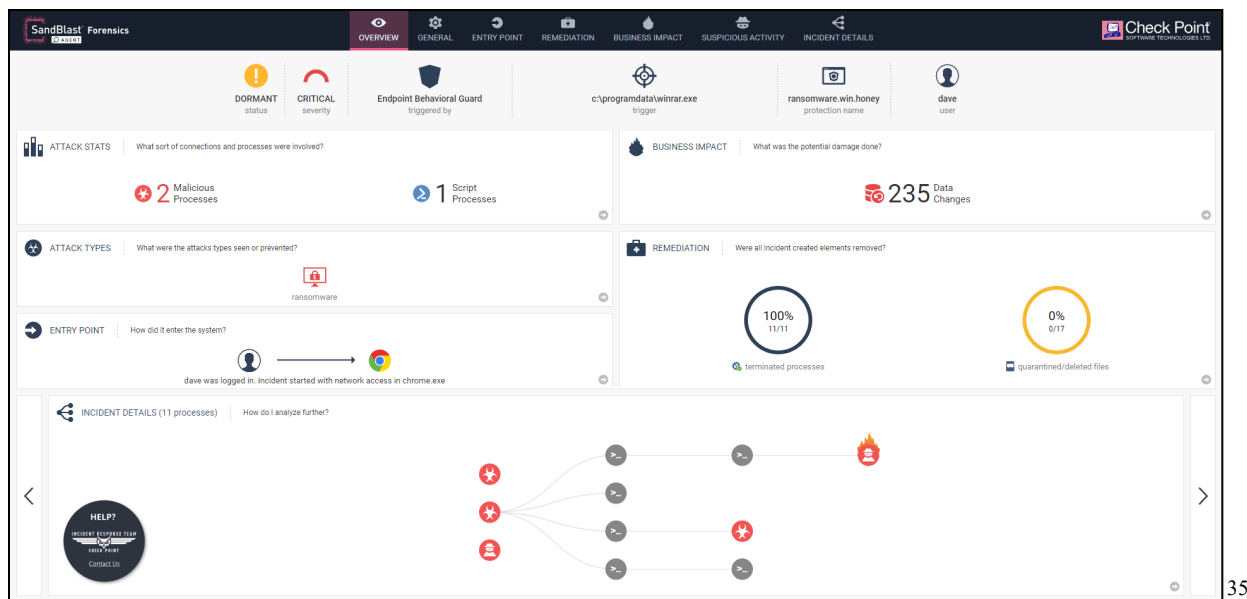 SandBlast Forensics
AGENT
OVERVIEW
GENERAL
ENTRY POINT
REMEDIATION
BUSINESS IMPACT
SUSPICIOUS ACTIVITY
INCIDENT DETAILS
Check Point
SOFTWARE TECHNOLOGIES LTD.
DORMANT
status
CRITICAL
severity
Endpoint Behavioral Guard
triggered by
c:\programdata\winrar.exe
trigger
ransomware.win.honey
protection name
dave
user
ATTACK STATS What sort of connections and processes were involved?
2 Malicious
Processes
1 Script
Processes
BUSINESS IMPACT What was the potential damage done?
235 Data
Changes
ATTACK TYPES What were the attacks types seen or prevented?
ransomware
REMEDIATION Were all incident created elements removed?
100%
11/11
terminated processes
0%
0/17
quarantined/deleted files
ENTRY POINT How did it enter the system?
dave was logged in. Incident started with network access in chrome.exe
INCIDENT DETAILS (11 processes) How do I analyze further?
HELP?
INCIDENT RESPONSE TEAM
CHECK POINT
Contact Us
35